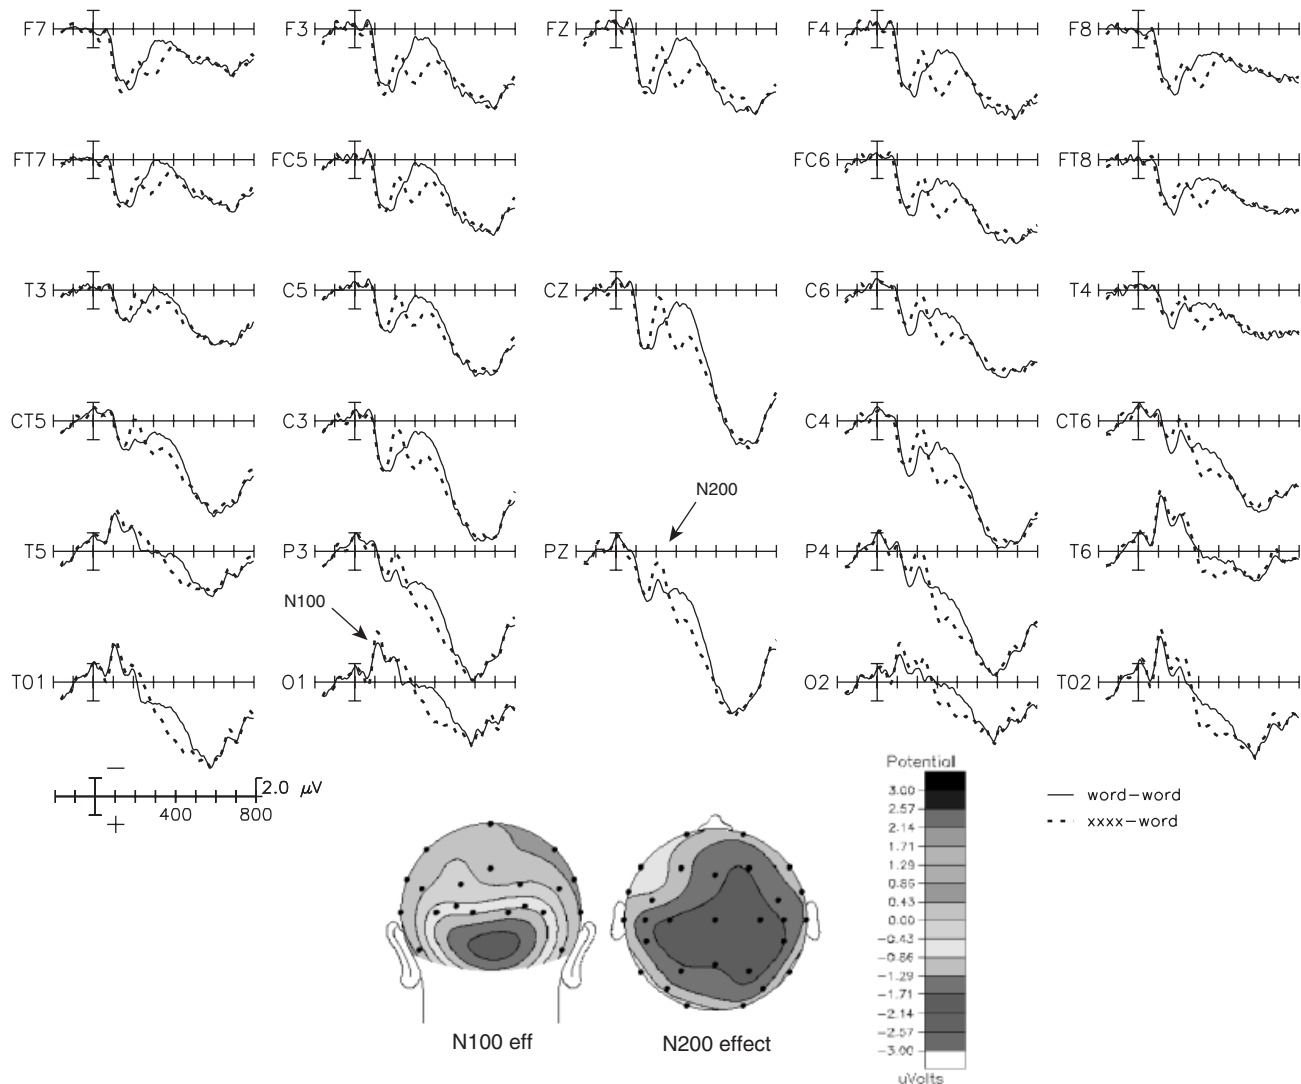 F7 F3 FZ F4 F8
FT7 FC5 FC6 FT8
T3 C5 CZ C6 T4
CT5 C3 C4 CT6
N200
T5 P3 PZ P4 T6
N100
TO1 O1 O2 TO2
−
2.0 μV
+
400 800
Potential
3.00
2.57
2.14
1.71
1.29
0.86
0.43
0.00
−0.43
−0.86
−1.29
−1.71
−2.14
−2.57
−3.00
uVolts
word−word
xxxx−word
N100 eff
N200 effect